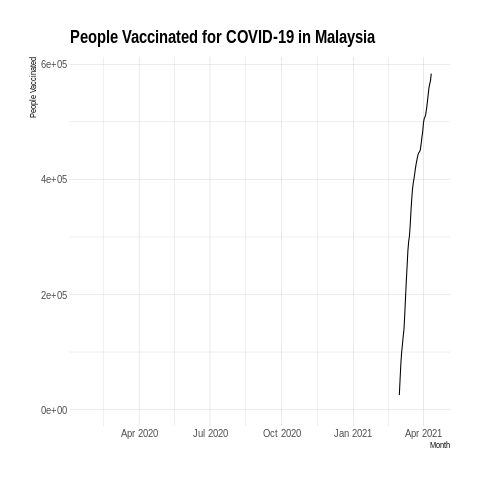 People Vaccinated for COVID-19 in Malaysia
People Vaccinated
6e+05
4e+05
2e+05
0e+00
Apr 2020 Jul 2020 Oct 2020 Jan 2021 Apr 2021
Month